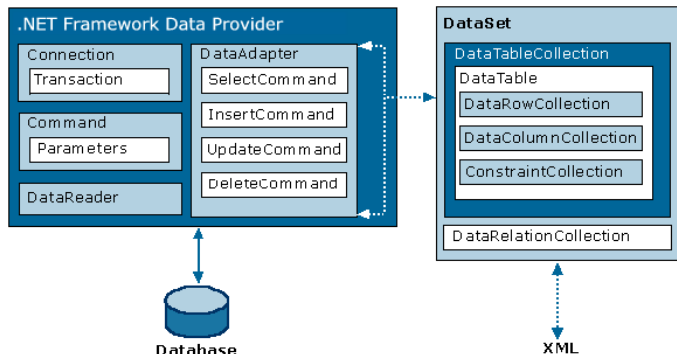 .NET Framework Data Provider
Connection
Transaction
Command
Parameters
DataReader
DataAdapter
SelectCommand
InsertCommand
UpdateCommand
DeleteCommand
Database
DataSet
DataTableCollection
DataTable
DataRowCollection
DataColumnCollection
ConstraintCollection
DataRelationCollection
XML